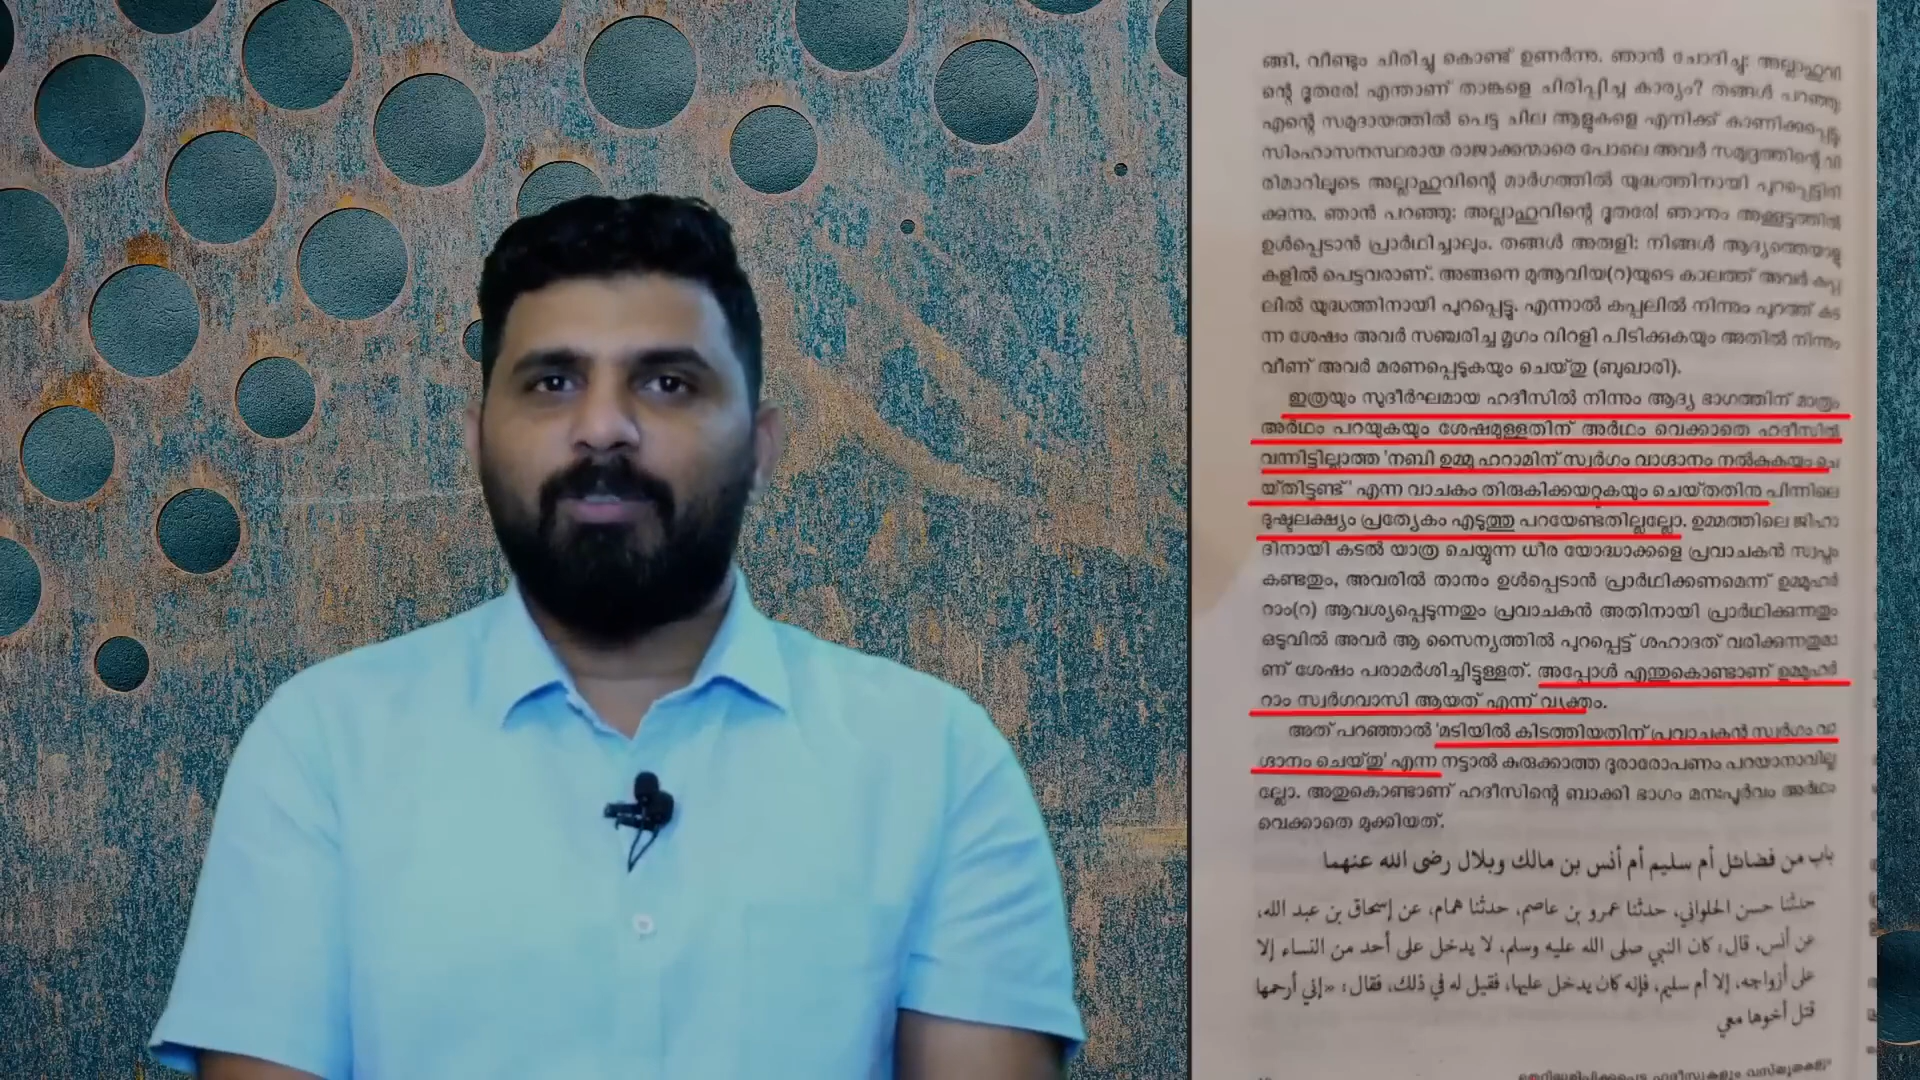 ങ്ങി, വീണ്ടും ചിരിച്ചു കൊണ്ട് ഉണർന്നു. ഞാൻ ചോദിച്ചു: അല്ലാഹുവി
ന്റെ ദൂതരേ! എന്താണ് താങ്കളെ ചിരിപ്പിച്ച കാര്യം? തങ്ങൾ പറഞ്ഞു:
എന്റെ സമുദായത്തിൽ പെട്ട ചില ആളുകളെ എനിക്ക് കാണിക്കപ്പെട്ടു.
സിംഹാസനസ്ഥരായ രാജാക്കന്മാരെ പോലെ അവർ സമുദ്രത്തിന്റെ വി
രിമാറിലൂടെ അല്ലാഹുവിന്റെ മാർഗത്തിൽ യുദ്ധത്തിനായി പുറപ്പെട്ടിരി
ക്കുന്നു. ഞാൻ പറഞ്ഞു: അല്ലാഹുവിന്റെ ദൂതരേ! ഞാനും അക്കൂട്ടത്തിൽ
ഉൾപ്പെടാൻ പ്രാർഥിച്ചാലും. തങ്ങൾ അരുളി: നിങ്ങൾ ആദ്യത്തെയാളു
കളിൽ പെട്ടവരാണ്. അങ്ങനെ മുആവിയ(റ)യുടെ കാലത്ത് അവർ കപ്പ
ലിൽ യുദ്ധത്തിനായി പുറപ്പെട്ടു. എന്നാൽ കപ്പലിൽ നിന്നും പുറത്ത് കട
ന്ന ശേഷം അവർ സഞ്ചരിച്ച മൃഗം വിറളി പിടിക്കുകയും അതിൽ നിന്നും
വീണ് അവർ മരണപ്പെടുകയും ചെയ്തു (ബുഖാരി).
ഇത്രയും സുദീർഘമായ ഹദീസിൽ നിന്നും ആദ്യ ഭാഗത്തിന് മാത്രം
അർഥം പറയുകയും ശേഷമുള്ളതിന് അർഥം വെക്കാതെ ഹദീസിൽ
വന്നിട്ടില്ലാത്ത 'നബി ഉമ്മു ഹറാമിന് സ്വർഗം വാഗ്ദാനം നൽകുകയും ചെ
യ്തിട്ടുണ്ട്' എന്ന വാചകം തിരുകിക്കയറ്റുകയും ചെയ്തതിനു പിന്നിലെ
ദുഷ്ടലക്ഷ്യം പ്രത്യേകം എടുത്തു പറയേണ്ടതില്ലല്ലോ. ഉമ്മത്തിലെ ജിഹാ
ദിനായി കടൽ യാത്ര ചെയ്യുന്ന ധീര യോദ്ധാക്കളെ പ്രവാചകൻ സ്വപ്നം
കണ്ടതും, അവരിൽ താനും ഉൾപ്പെടാൻ പ്രാർഥിക്കണമെന്ന് ഉമ്മുഹ
റാം(റ) ആവശ്യപ്പെടുന്നതും പ്രവാചകൻ അതിനായി പ്രാർഥിക്കുന്നതും
ഒടുവിൽ അവർ ആ സൈന്യത്തിൽ പുറപ്പെട്ട് ശഹാദത് വരിക്കുന്നതുമാ
ണ് ശേഷം പരാമർശിച്ചിട്ടുള്ളത്. അപ്പോൾ എന്തുകൊണ്ടാണ് ഉമ്മുഹ
റാം സ്വർഗവാസി ആയത് എന്ന് വ്യക്തം.
അത് പറഞ്ഞാൽ 'മടിയിൽ കിടത്തിയതിന് പ്രവാചകൻ സ്വർഗം വാ
ഗ്ദാനം ചെയ്തു' എന്ന നട്ടാൽ കുരുക്കാത്ത ദുരാരോപണം പറയാനാവില്ല
ല്ലോ. അതുകൊണ്ടാണ് ഹദീസിന്റെ ബാക്കി ഭാഗം മനഃപൂർവം അർഥം
വെക്കാതെ മുക്കിയത്.
باب من فضائل أم سليم أم أنس بن مالك وبلال رضى الله عنهما
حدثنا حسن الحلواني، حدثنا عمرو بن عاصم، حدثنا همام، عن إسحاق بن عبد الله،
عن أنس، قال: كان النبي صلى الله عليه وسلم، لا يدخل على أحد من النساء إلا
على أزواجه، إلا أم سليم، فإنه كان يدخل عليها، فقيل له في ذلك، فقال: «إني أرحمها
قتل أخوها معي